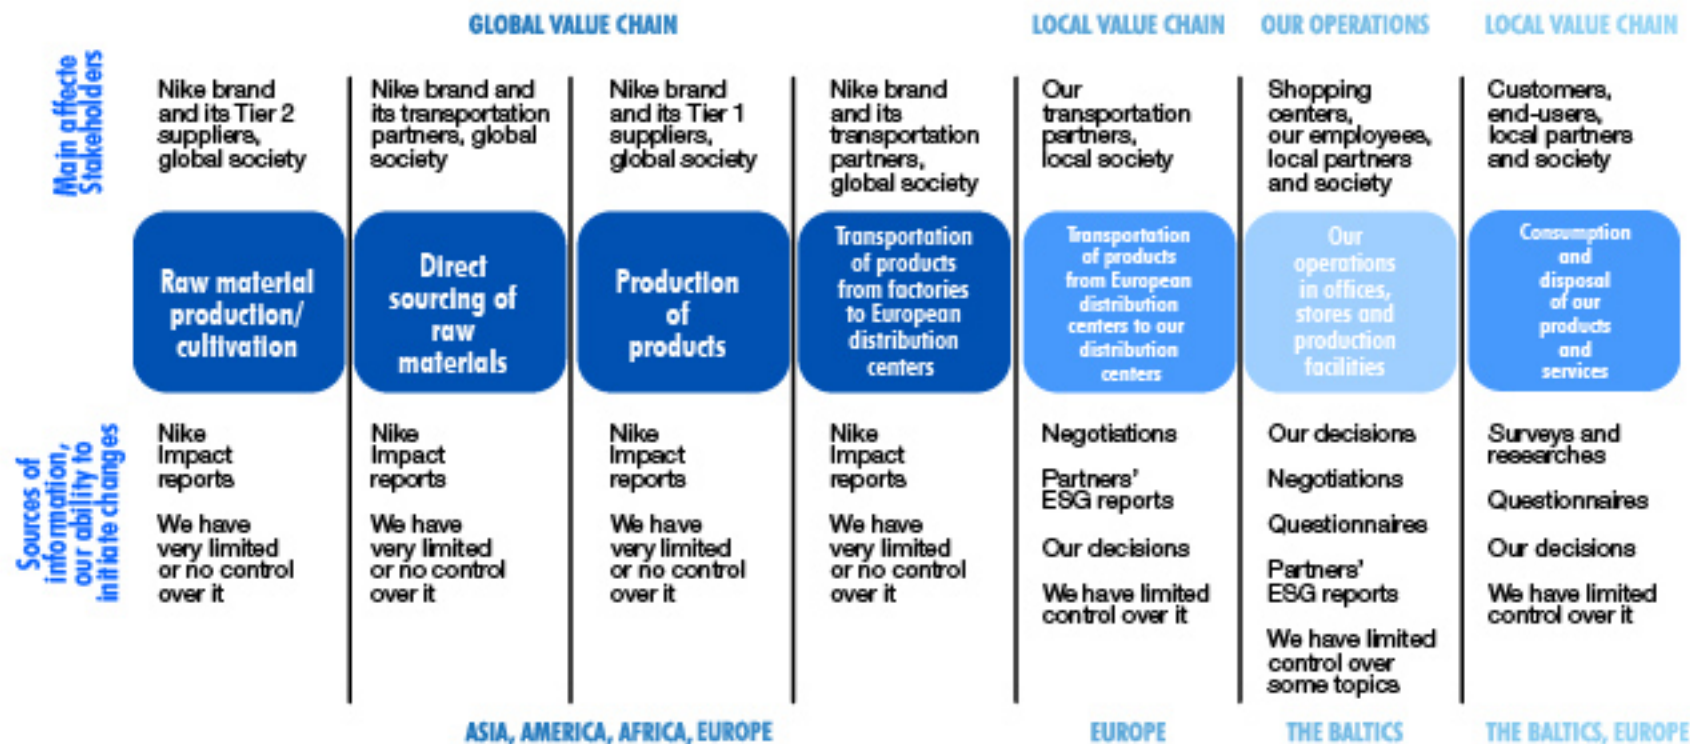 GLOBAL VALUE CHAIN
LOCAL VALUE CHAIN
OUR OPERATIONS
LOCAL VALUE CHAIN
Main affecte
Stakeholders
Nike brand
and its Tier 2
suppliers,
global society
Nike brand and
its transportation
partners, global
society
Nike brand
and its Tier 1
suppliers,
global society
Nike brand
and its
transportation
partners,
global society
Our
transportation
partners,
local society
Shopping
centers,
our employees,
local partners
and society
Customers,
end-users,
local partners
and society
Raw material
production/
cultivation
Direct
sourcing of
raw
materials
Production
of
products
Transportation
of products
from factories
to European
distribution
centers
Transportation
of products
from European
distribution
centers to our
distribution
centers
Our
operations
in offices,
stores and
production
facilities
Consumption
and
disposal
of our
products
and
services
Sources of
information,
our ability to
initiate changes
Nike
Impact
reports
We have
very limited
or no control
over it
Nike
Impact
reports
We have
very limited
or no control
over it
Nike
Impact
reports
We have
very limited
or no control
over it
Nike
Impact
reports
We have
very limited
or no control
over it
Negotiations
Partners'
ESG reports
Our decisions
We have limited
control over it
Our decisions
Negotiations
Questionnaires
Partners'
ESG reports
We have limited
control over
some topics
Surveys and
researches
Questionnaires
Our decisions
We have limited
control over it
ASIA, AMERICA, AFRICA, EUROPE
EUROPE
THE BALTICS
THE BALTICS, EUROPE